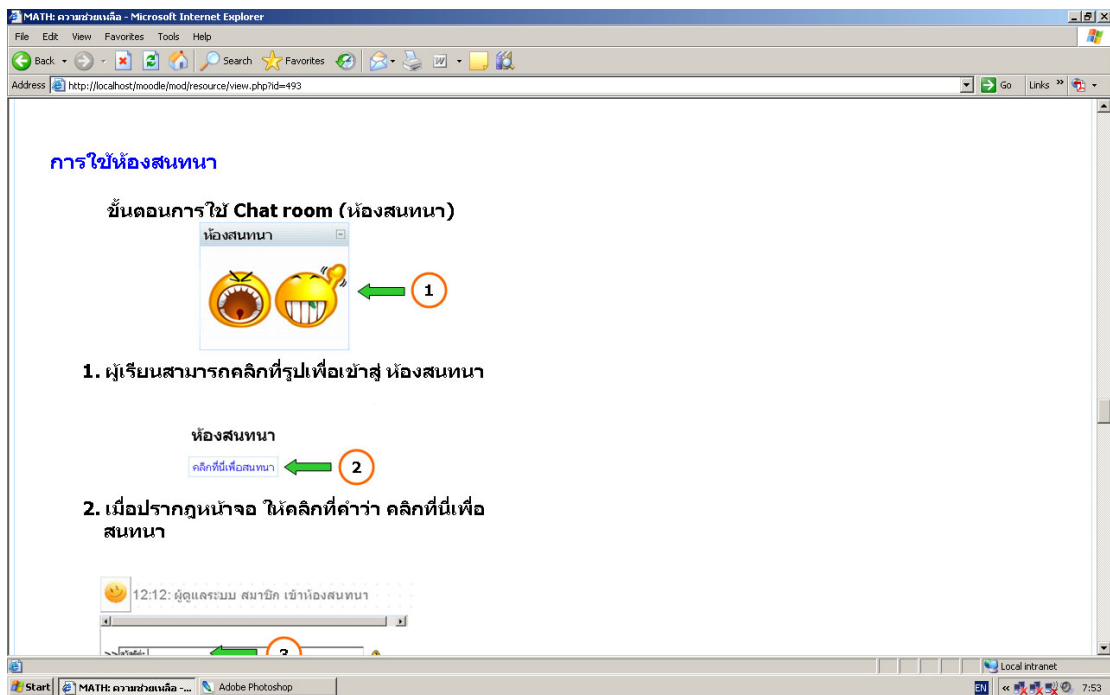 MATH: ความช่วยเหลือ - Microsoft Internet Explorer
File Edit View Favorites Tools Help
Back Search Favorites
Address http://localhost/moodle/mod/resource/view.php?id=493 Go Links »
การใช้ห้องสนทนา
ขั้นตอนการใช้ Chat room (ห้องสนทนา)
ห้องสนทนา
1
1. ผู้เรียนสามารถคลิกที่รูปเพื่อเข้าสู่ ห้องสนทนา
ห้องสนทนา
คลิกที่นี่เพื่อสนทนา
2
2. เมื่อปรากฎหน้าจอ ให้คลิกที่คำว่า คลิกที่นี่เพื่อ
สนทนา
12:12: ผู้ดูแลระบบ สมาชิก เข้าห้องสนทนา
>>
3
Local intranet
Start MATH: ความช่วยเหลือ -... Adobe Photoshop EN « 7:53